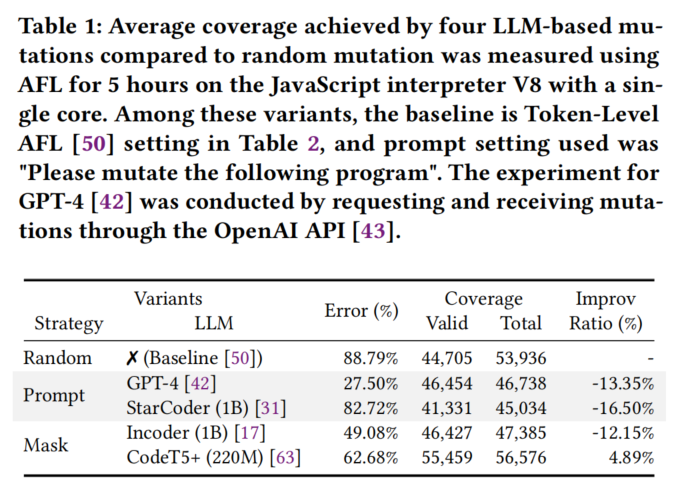 Table 1: Average coverage achieved by four LLM-based mu-
tations compared to random mutation was measured using
AFL for 5 hours on the JavaScript interpreter V8 with a sin-
gle core. Among these variants, the baseline is Token-Level
AFL [50] setting in Table 2, and prompt setting used was
"Please mutate the following program". The experiment for
GPT-4 [42] was conducted by requesting and receiving muta-
tions through the OpenAI API [43].
Variants Error (%) Coverage Improv
Strategy LLM Valid Total Ratio (%)
Random ✗ (Baseline [50]) 88.79% 44,705 53,936 -
Prompt GPT-4 [42] 27.50% 46,454 46,738 -13.35%
StarCoder (1B) [31] 82.72% 41,331 45,034 -16.50%
Mask Incoder (1B) [17] 49.08% 46,427 47,385 -12.15%
CodeT5+ (220M) [63] 62.68% 55,459 56,576 4.89%